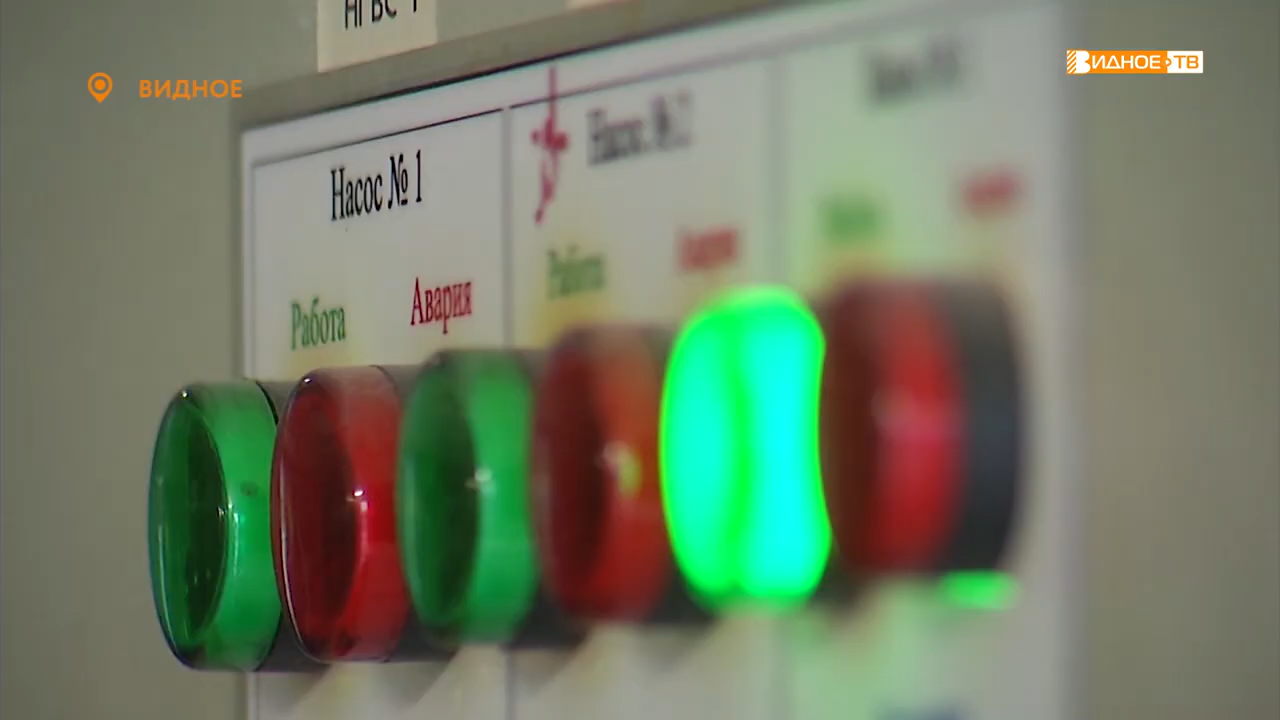 ВИДНОЕ
ВИДНОЕ ТВ
Насос № 1
Работа
Авария
Насос №2
Работа
Авария